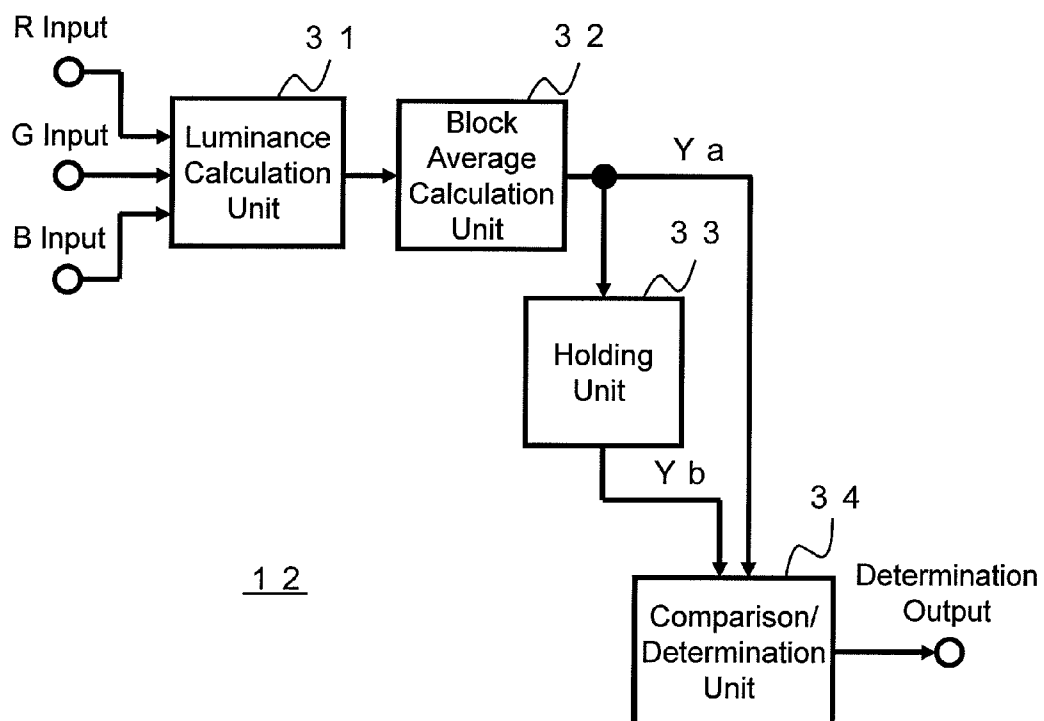 R Input
3 1
3 2
G Input
Luminance
Calculation
Unit
Block
Average
Calculation
Unit
Y a
B Input
3 3
Holding
Unit
Y b
3 4
1 2
Determination
Output
Comparison/
Determination
Unit